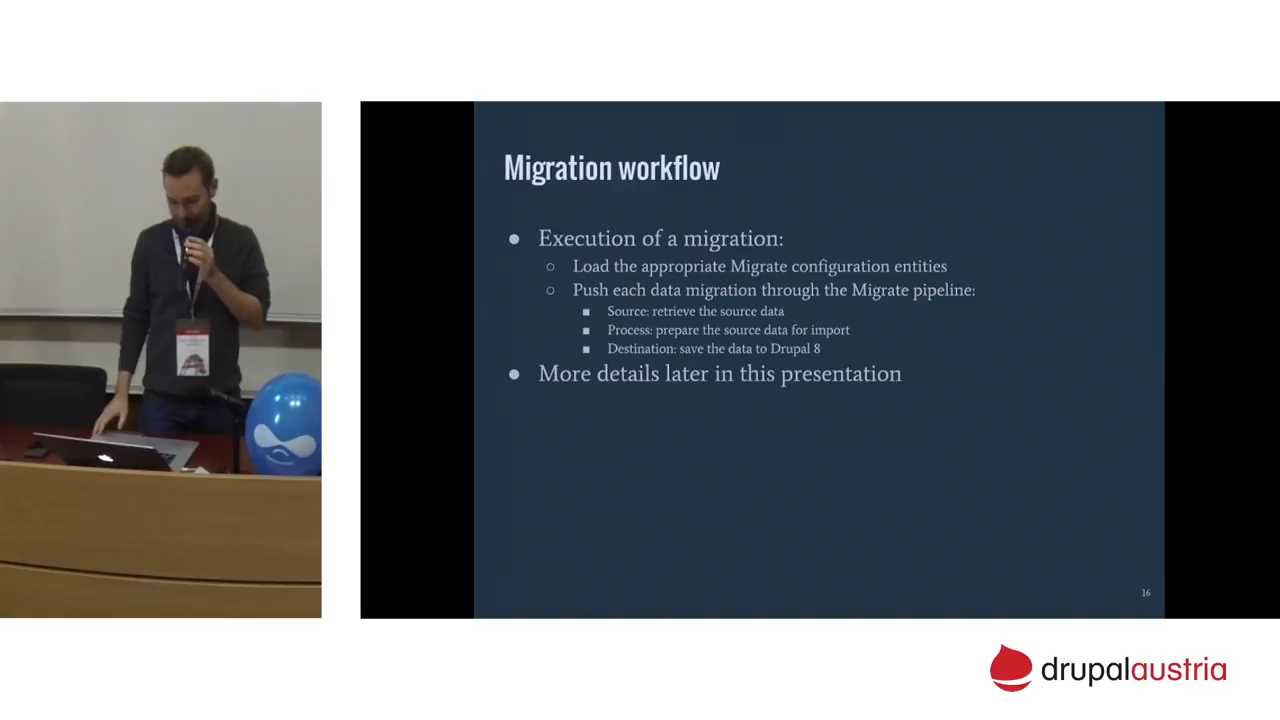 Migration workflow
● Execution of a migration:
○ Load the appropriate Migrate configuration entities
○ Push each data migration through the Migrate pipeline:
■ Source: retrieve the source data
■ Process: prepare the source data for import
■ Destination: save the data to Drupal 8
● More details later in this presentation
16
drupalaustria